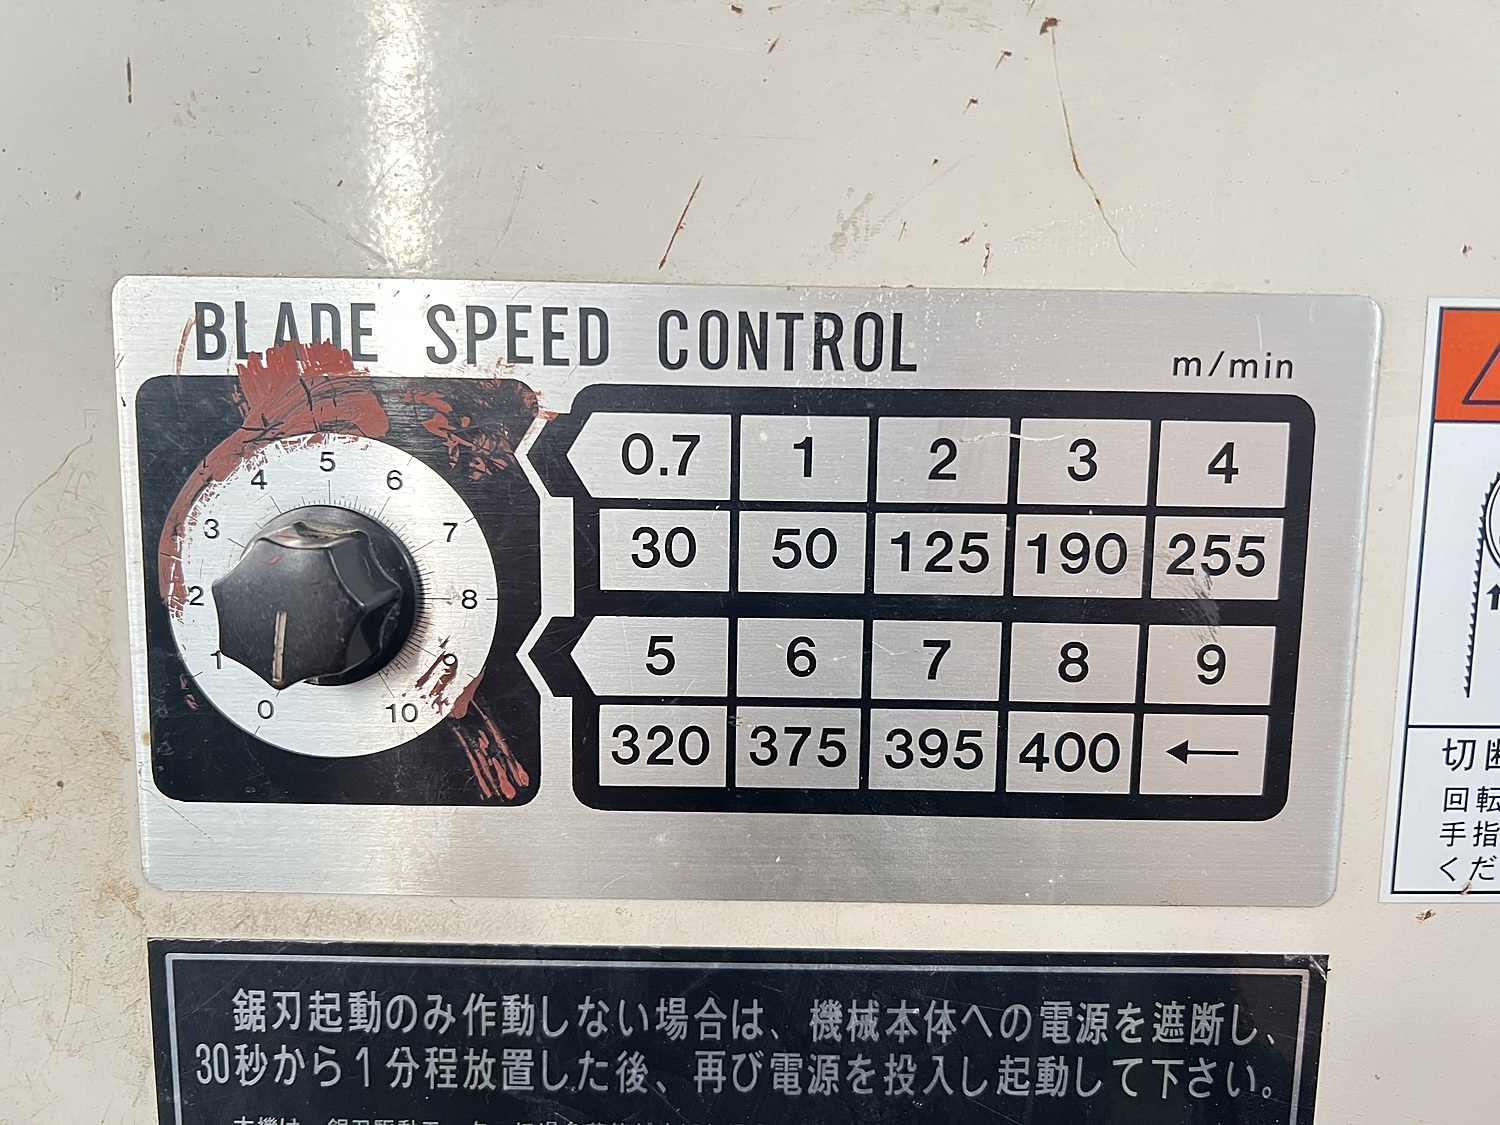 BLADE SPEED CONTROL
m/min
0 1 2 3 4 5 6 7 8 9 10
0.7 1 2 3 4
30 50 125 190 255
5 6 7 8 9
320 375 395 400 ←
鋸刃起動のみ作動しない場合は、機械本体への電源を遮断し、
30秒から1分程放置した後、再び電源を投入し起動して下さい。
切断
回転
手指
くだ